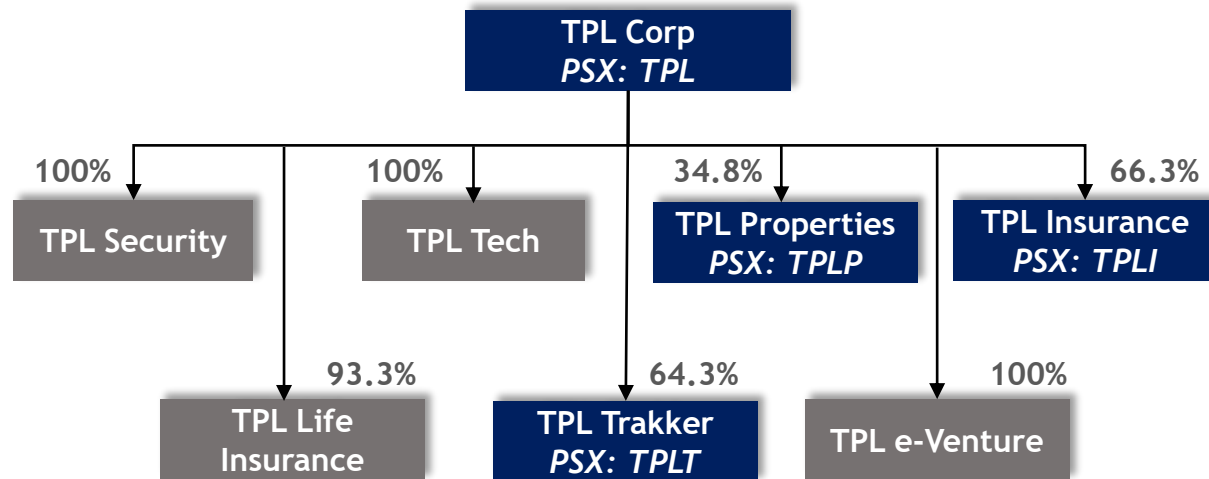 TPL Corp
PSX: TPL
100%
100%
34.8%
66.3%
TPL Security
TPL Tech
TPL Properties
PSX: TPLP
TPL Insurance
PSX: TPLI
93.3%
64.3%
100%
TPL Life
Insurance
TPL Trakker
PSX: TPLT
TPL e-Venture